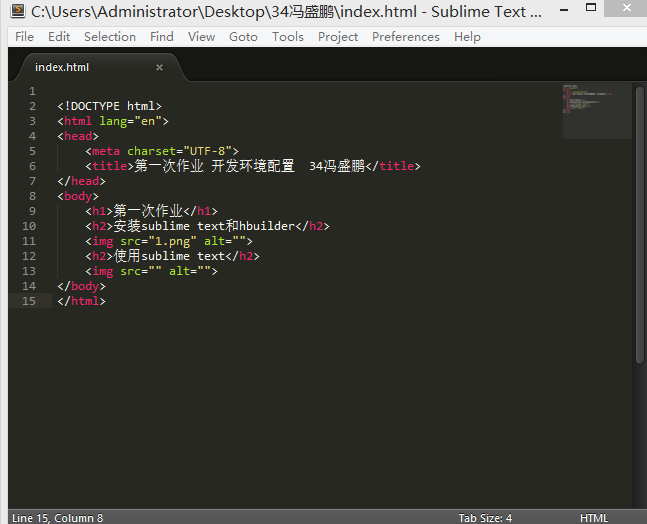 C:\Users\Administrator\Desktop\34冯盛鹏\index.html - Sublime Text ...
File Edit Selection Find View Goto Tools Project Preferences Help
index.html ×
1
2 <!DOCTYPE html>
3 <html lang="en">
4 <head>
5     <meta charset="UTF-8">
6     <title>第一次作业 开发环境配置  34冯盛鹏</title>
7 </head>
8 <body>
9     <h1>第一次作业</h1>
10     <h2>安装sublime text和hbuilder</h2>
11     <img src="1.png" alt="">
12     <h2>使用sublime text</h2>
13     <img src="" alt="">
14 </body>
15 </html>
Line 15, Column 8 Tab Size: 4 HTML